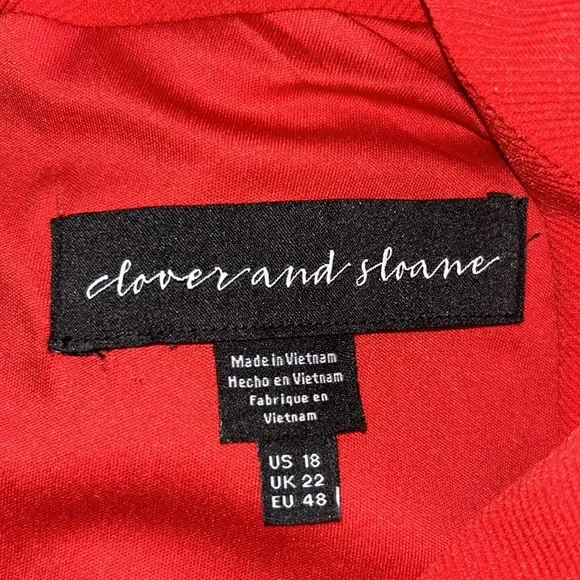 clover and sloane
Made in Vietnam
Hecho en Vietnam
Fabrique en
Vietnam
US 18
UK 22
EU 48